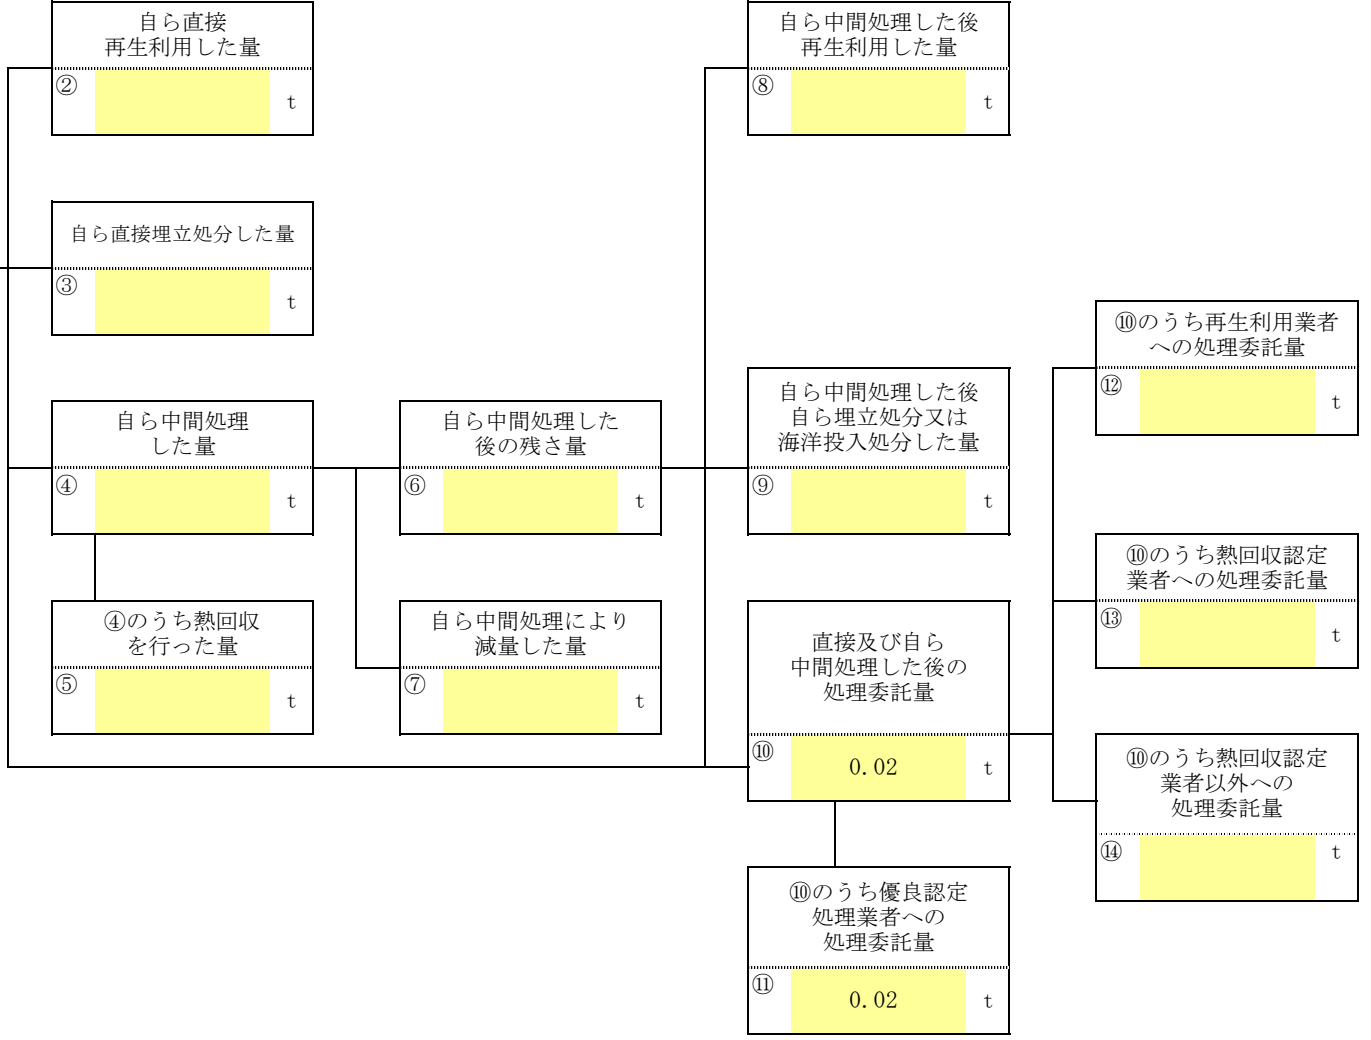 自ら直接
再生利用した量
②
t
自ら中間処理した後
再生利用した量
⑧
t
自ら直接埋立処分した量
③
t
⑩のうち再生利用業者
への処理委託量
⑫
t
自ら中間処理
した量
④
t
自ら中間処理した
後の残さ量
⑥
t
自ら中間処理した後
自ら埋立処分又は
海洋投入処分した量
⑨
t
⑩のうち熱回収認定
業者への処理委託量
⑬
t
④のうち熱回収
を行った量
⑤
t
自ら中間処理により
減量した量
⑦
t
直接及び自ら
中間処理した後の
処理委託量
⑩
0.02
t
⑩のうち熱回収認定
業者以外への
処理委託量
⑭
t
⑩のうち優良認定
処理業者への
処理委託量
⑪
0.02
t